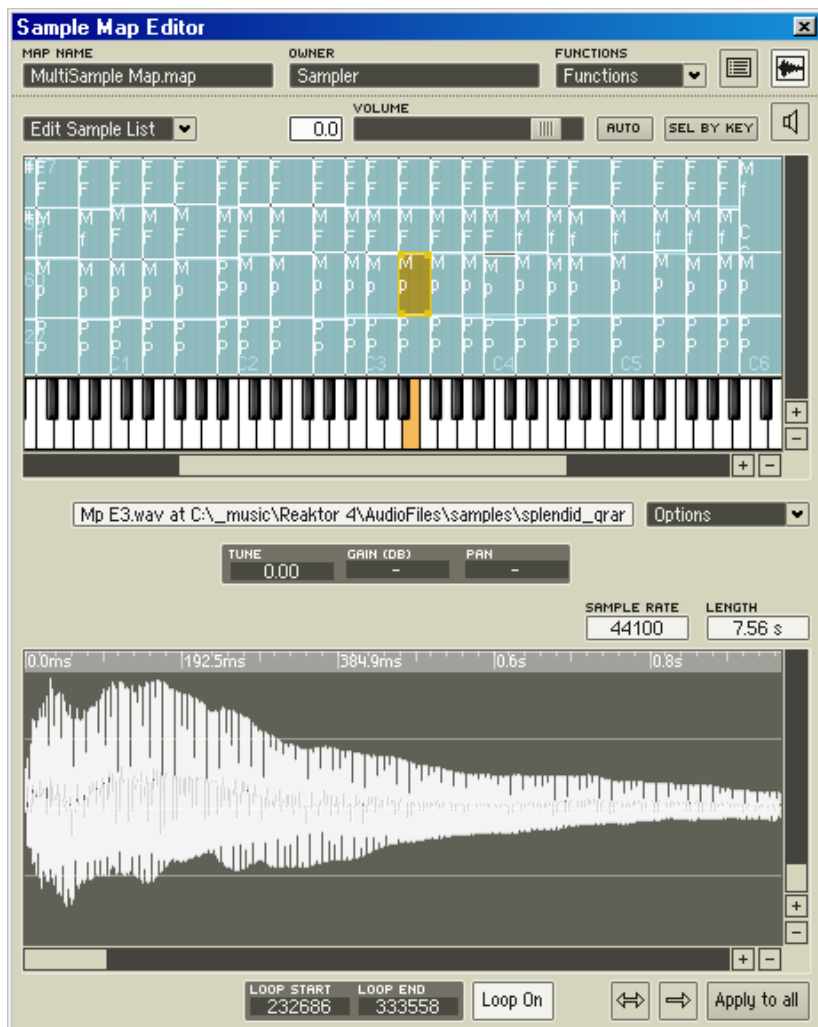 Sample Map Editor
MAP NAME OWNER FUNCTIONS
MultiSample Map.map Sampler Functions
VOLUME
Edit Sample List 0.0 AUTO SEL BY KEY
F F F F F F F F F F F F F F F F F M
F F F F F F F F F F F F F F F F F f
M M M M M M M M M M M M M M M M M
f f f F F F F F F F F F f f f f f f C
M M M M P P M M M M M M M M M M M M
p p p p p p p p p p p p p p p p p p
P P P P P P P P P P P P P P P P P P
p p p p p p p p p p p p p p p p p p
C1 C2 C3 C4 C5 C6
Mp E3.wav at C:\_music\Reaktor 4\AudioFiles\samples\splendid_grar Options
TUNE GAIN (DB) PAN
0.00 - -
SAMPLE RATE LENGTH
44100 7.56 s
0.0ms 192.5ms 384.9ms 0.6s 0.8s
LOOP START LOOP END
232686 333558 Loop On Apply to all